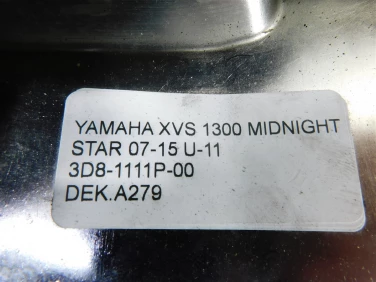 YAMAHA XVS 1300 MIDNIGHT
STAR 07-15 U-11
3D8-1111P-00
DEK.A279